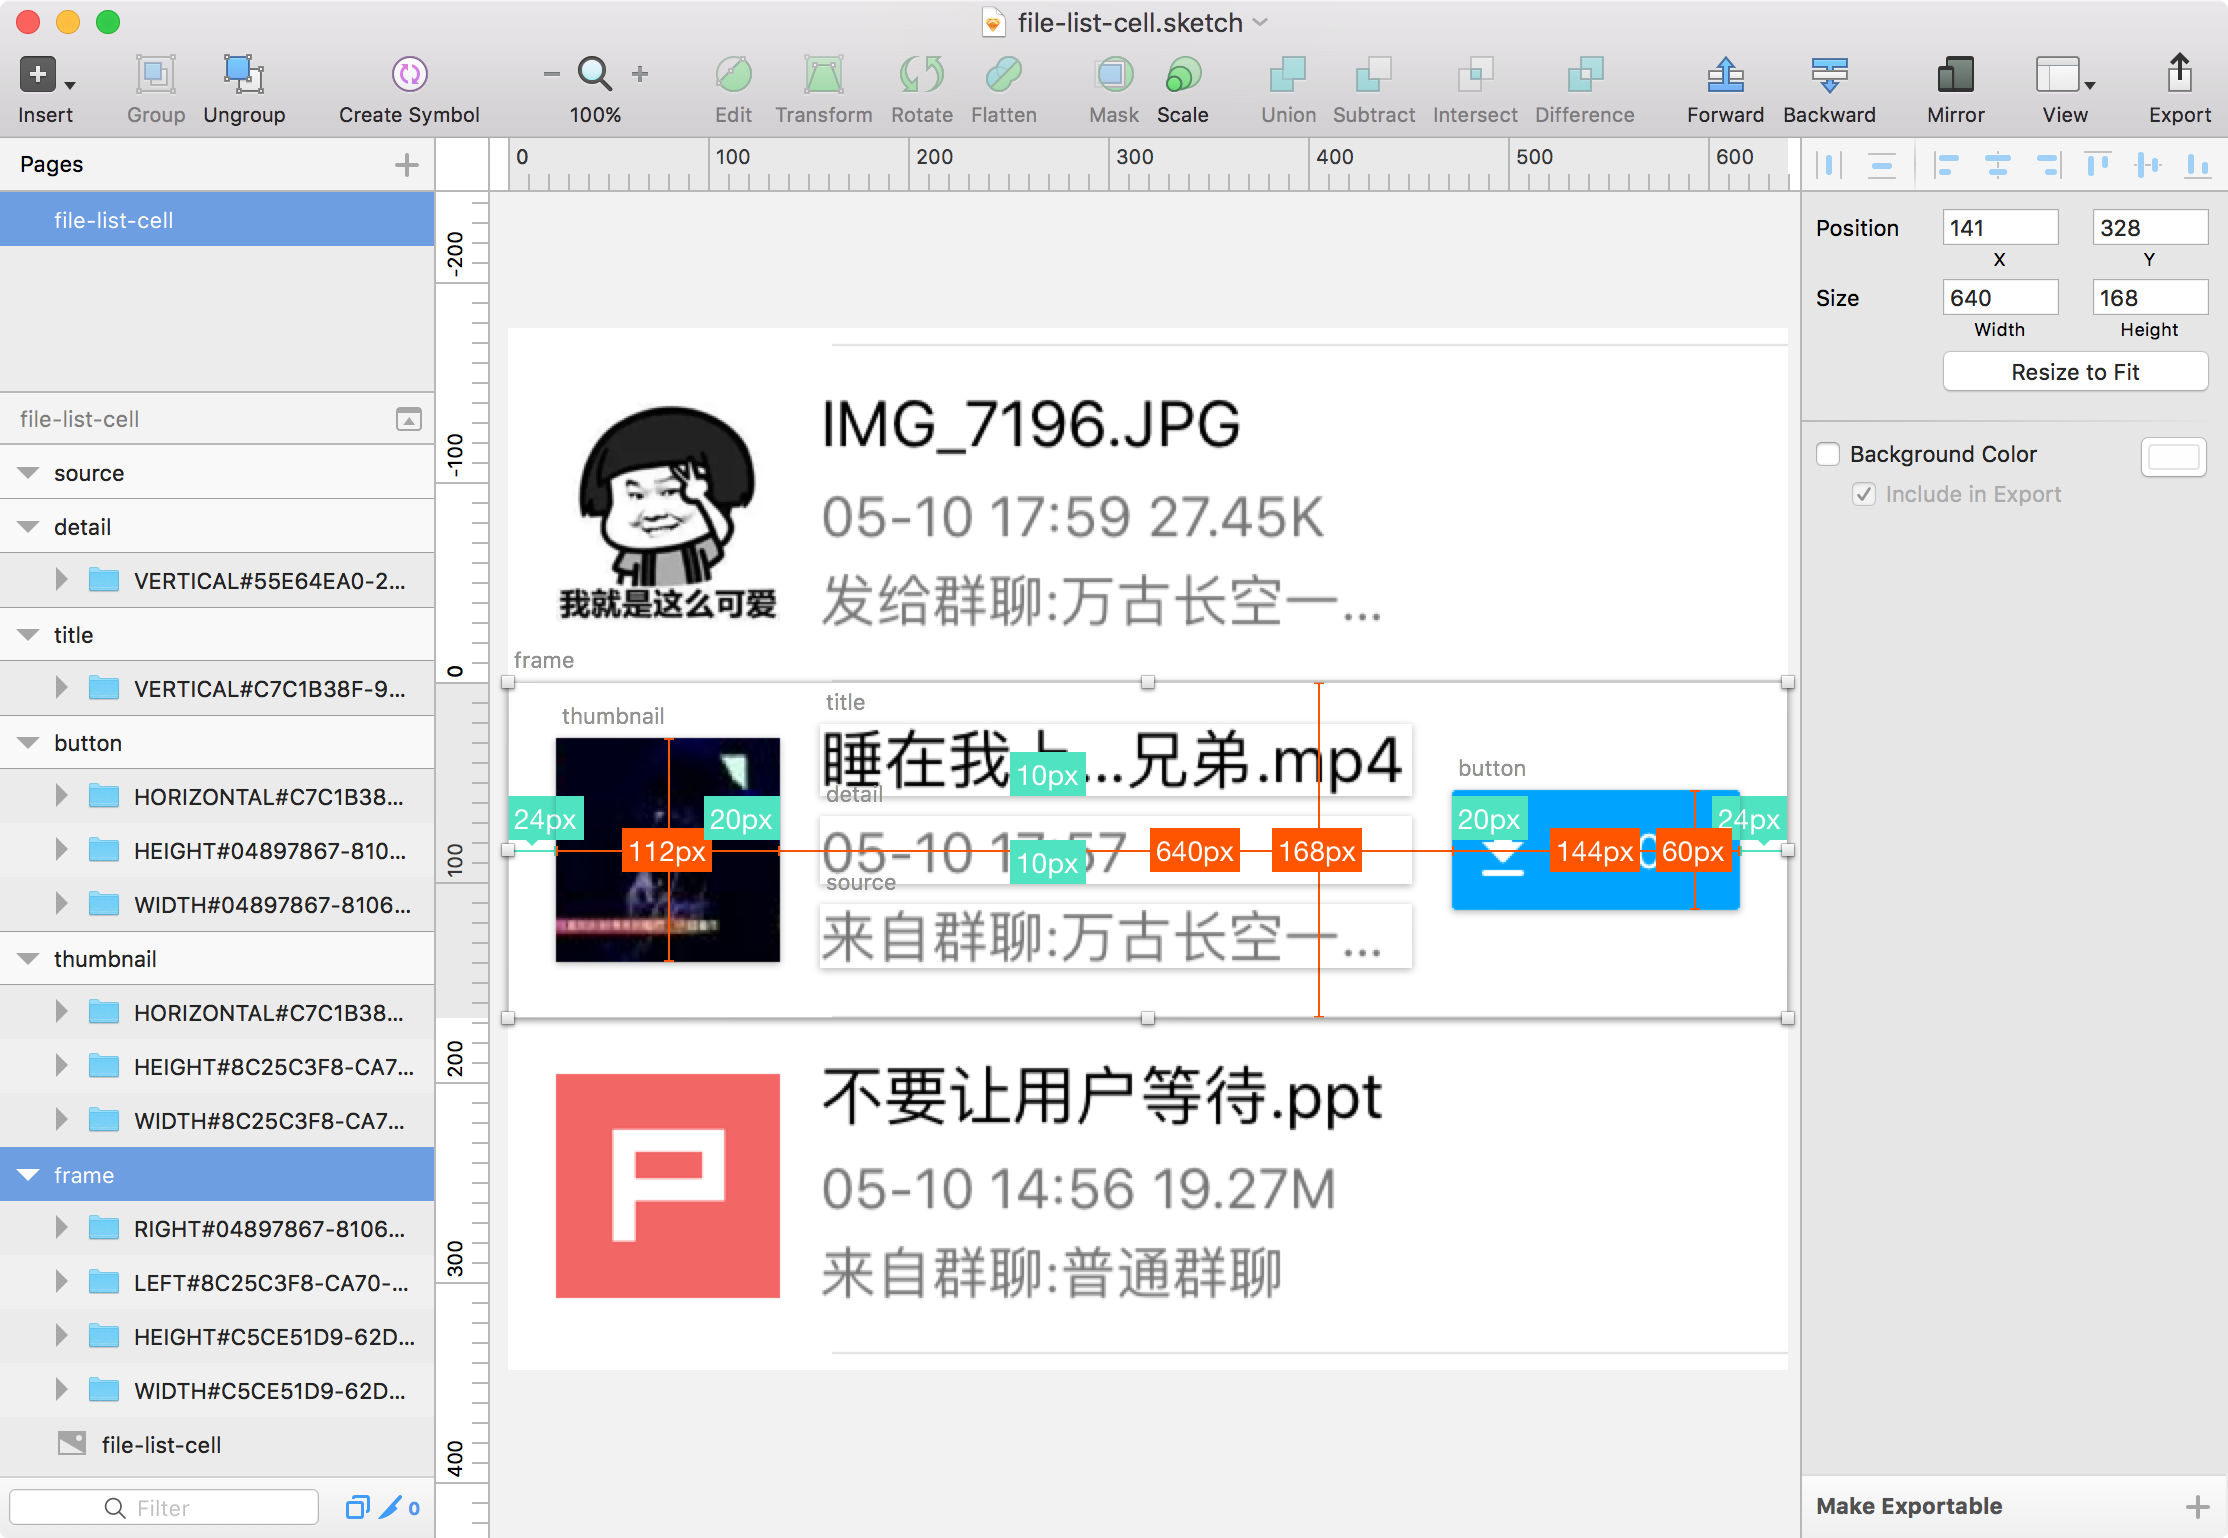 file-list-cell.sketch
Insert Group Ungroup Create Symbol 100% Edit Transform Rotate Flatten Mask Scale Union Subtract Intersect Difference Forward Backward Mirror View Export
Pages
file-list-cell
file-list-cell
source
detail
VERTICAL#55E64EA0-2...
title
VERTICAL#C7C1B38F-9...
button
HORIZONTAL#C7C1B38...
HEIGHT#04897867-810...
WIDTH#04897867-8106...
thumbnail
HORIZONTAL#C7C1B38...
HEIGHT#8C25C3F8-CA7...
WIDTH#8C25C3F8-CA7...
frame
RIGHT#04897867-8106...
LEFT#8C25C3F8-CA70-...
HEIGHT#C5CE51D9-62D...
WIDTH#C5CE51D9-62D...
file-list-cell
Filter
0
0 100 200 300 400 500 600
-200
-100
0
100
200
300
400
IMG_7196.JPG
05-10 17:59 27.45K
发给群聊:万古长空一...
我就是这么可爱
frame
thumbnail
title
睡在我上...兄弟.mp4
10px
button
detail
24px 20px 20px 24px
05-10 17:57
112px 640px 168px 144px 60px
10px
source
来自群聊:万古长空一...
不要让用户等待.ppt
05-10 14:56 19.27M
来自群聊:普通群聊
P
Position 141 328
X Y
Size 640 168
Width Height
Resize to Fit
Background Color
Include in Export
Make Exportable